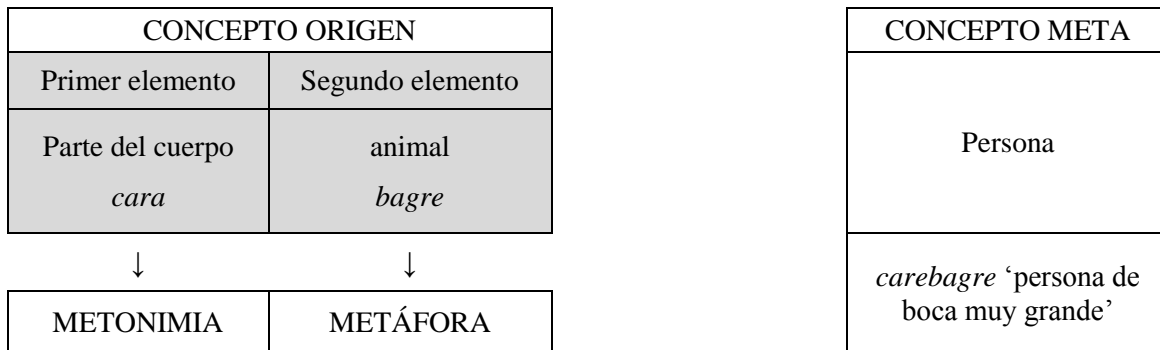 CONCEPTO ORIGEN
Primer elemento Segundo elemento
Parte del cuerpo animal
cara bagre
↓ ↓
METONIMIA METÁFORA
CONCEPTO META
Persona
carebagre ‘persona de
boca muy grande’